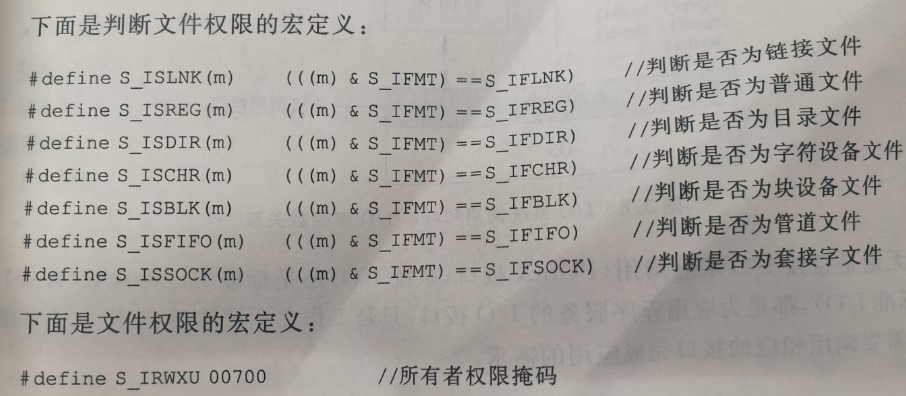 下面是判断文件权限的宏定义：
#define S_ISLNK(m) (((m) & S_IFMT) ==S_IFLNK) //判断是否为链接文件
#define S_ISREG(m) (((m) & S_IFMT) ==S_IFREG) //判断是否为普通文件
#define S_ISDIR(m) (((m) & S_IFMT) ==S_IFDIR) //判断是否为目录文件
#define S_ISCHR(m) (((m) & S_IFMT) ==S_IFCHR) //判断是否为字符设备文件
#define S_ISBLK(m) (((m) & S_IFMT) ==S_IFBLK) //判断是否为块设备文件
#define S_ISFIFO(m) (((m) & S_IFMT) ==S_IFIFO) //判断是否为管道文件
#define S_ISSOCK(m) (((m) & S_IFMT) ==S_IFSOCK) //判断是否为套接字文件
下面是文件权限的宏定义：
#define S_IRWXU 00700 //所有者权限掩码